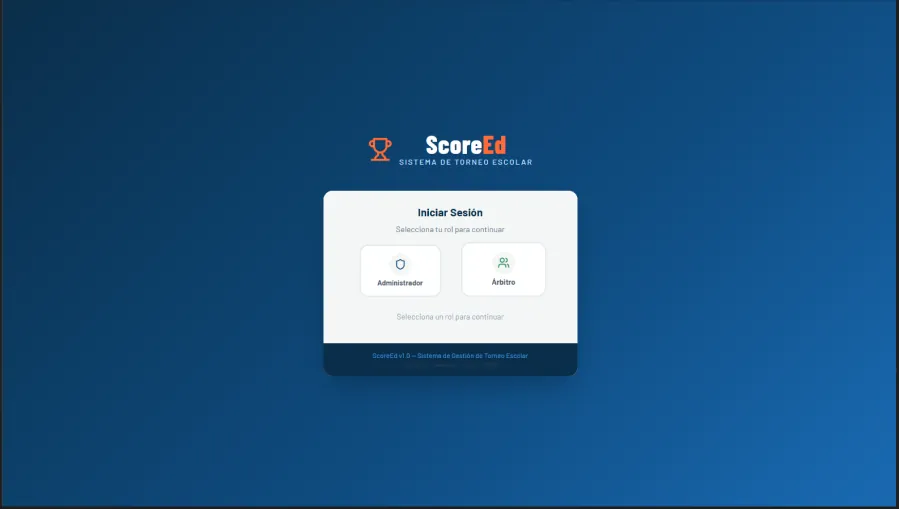 ScoreEd
SISTEMA DE TORNEO ESCOLAR
Iniciar Sesión
Selecciona tu rol para continuar
Administrador
Árbitro
Selecciona un rol para continuar
ScoreEd v1.0 — Sistema de Gestión de Torneo Escolar